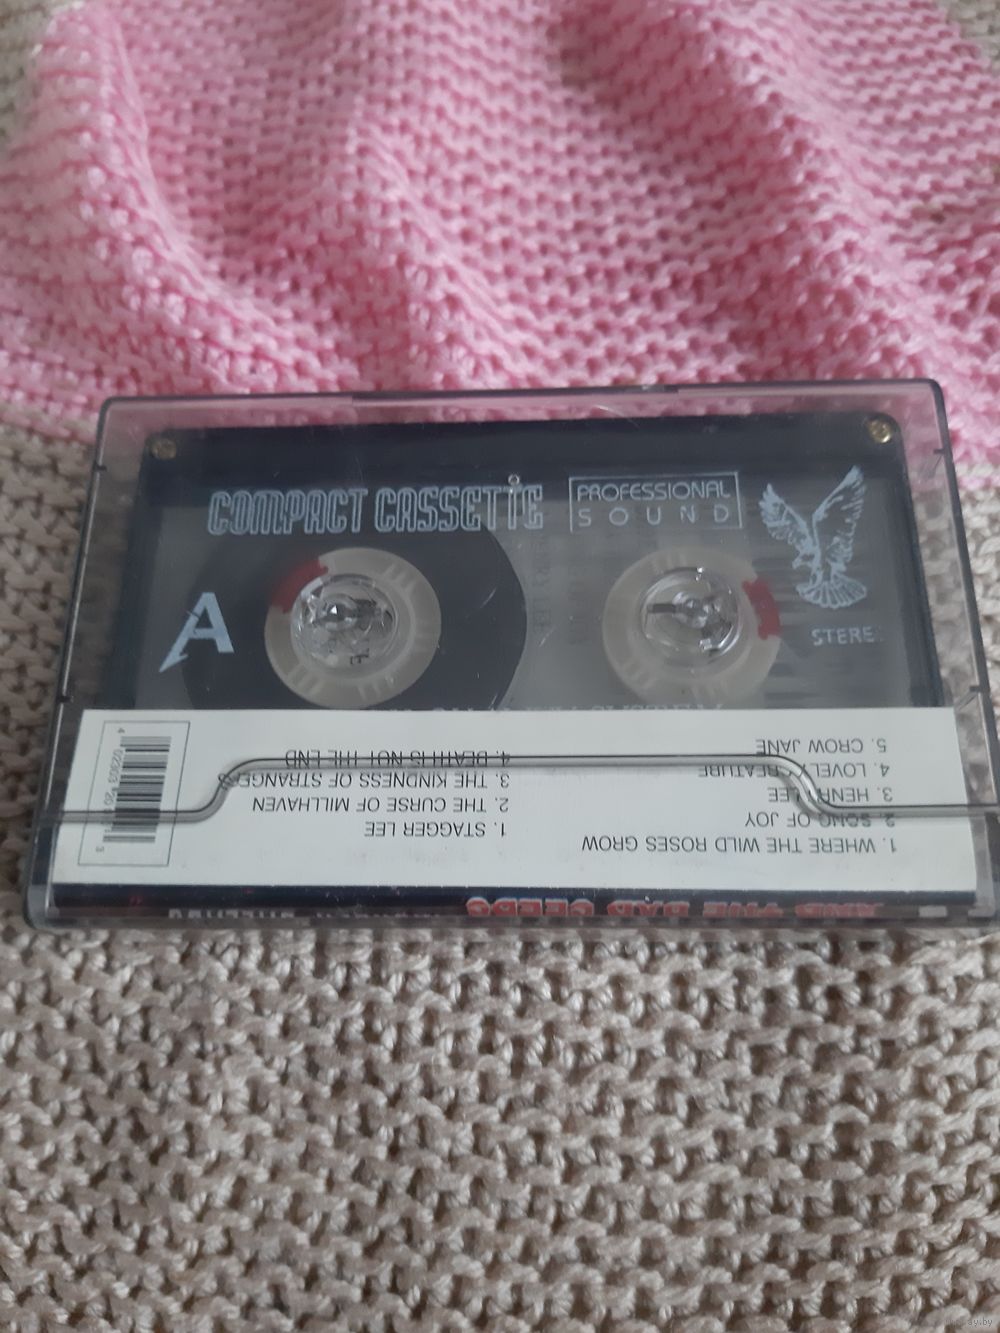 COMPACT CASSETTE
PROFESSIONAL
SOUND
A
STERE
1. WHERE THE WILD ROSES GROW
2. SONG OF JOY
3. HENRY LEE
4. LOVELY CREATURE
5. CROW JANE
1. STAGGER LEE
2. THE CURSE OF MILLHAVEN
3. THE KINDNESS OF STRANGERS
4. DEATH IS NOT THE END
AND THE BAD SEEDS